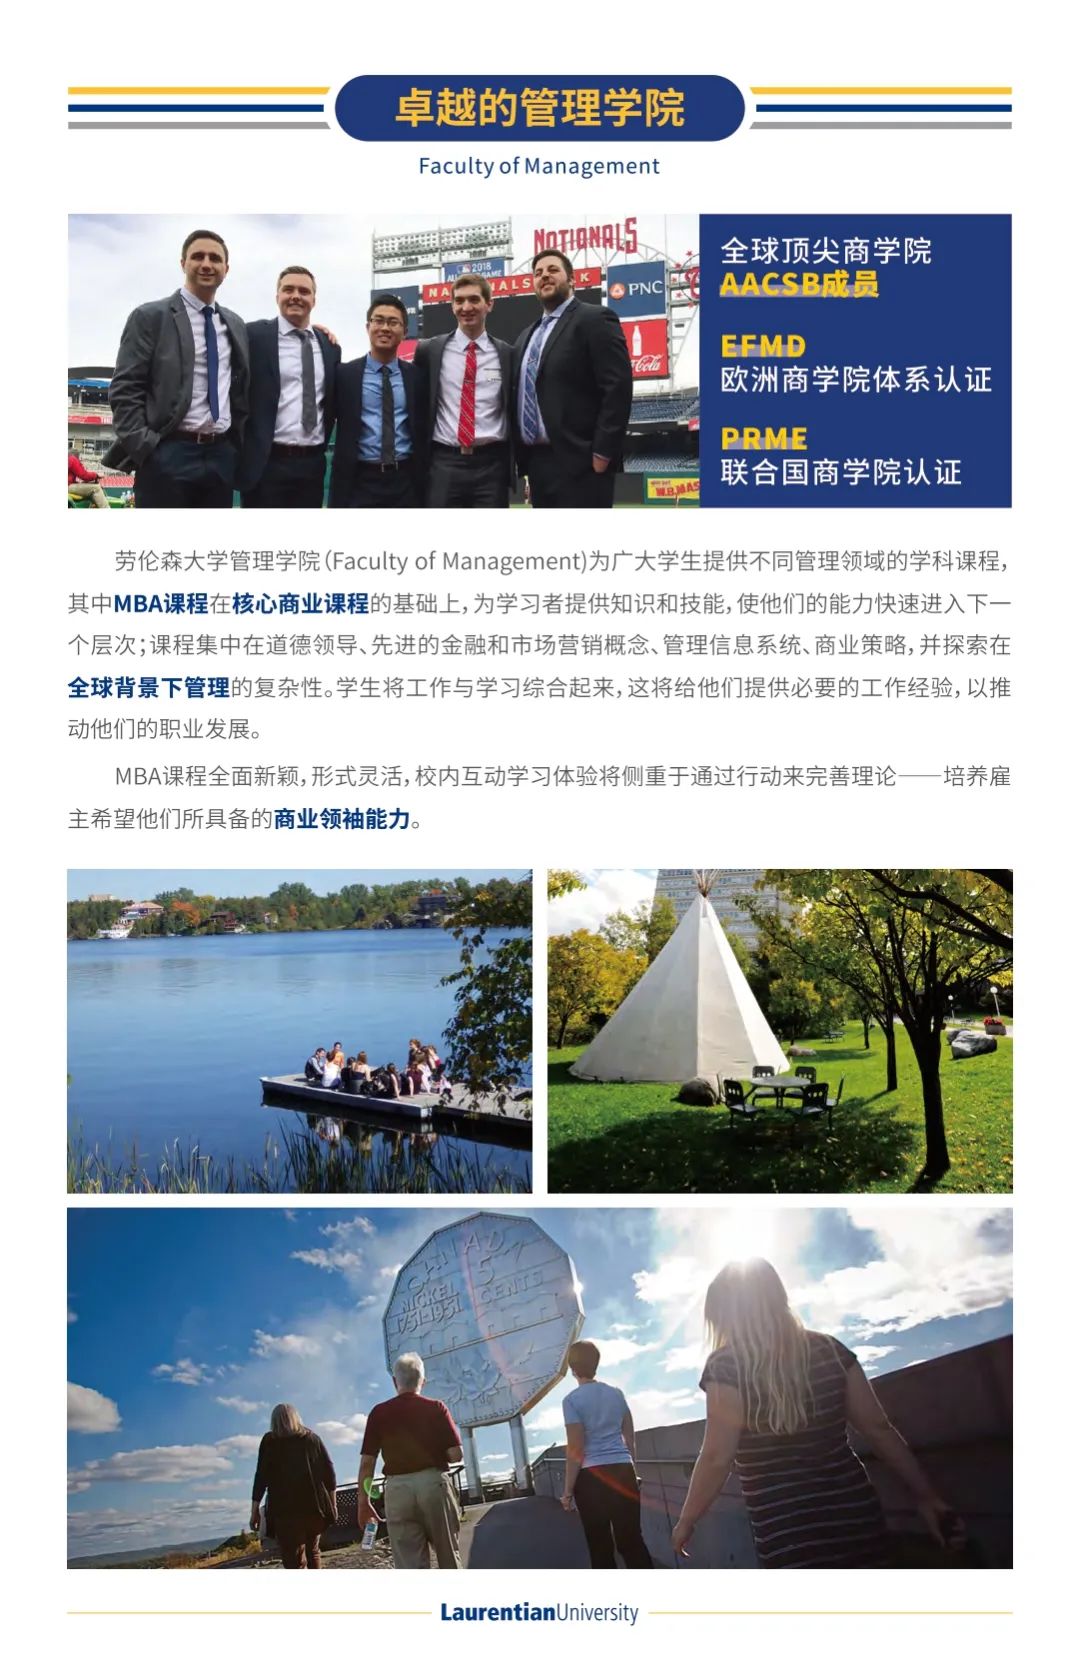 卓越的管理学院
Faculty of Management
NATIONALS
2018
NATIONALS PARK
PNC
Coca-Cola
全球顶尖商学院
AACSB成员
EFMD
欧洲商学院体系认证
PRME
联合国商学院认证
劳伦森大学管理学院(Faculty of Management)为广大学生提供不同管理领域的学科课程,
其中MBA课程在核心商业课程的基础上,为学习者提供知识和技能,使他们的能力快速进入下一
个层次;课程集中在道德领导、先进的金融和市场营销概念、管理信息系统、商业策略,并探索在
全球背景下管理的复杂性。学生将工作与学习综合起来,这将给他们提供必要的工作经验,以推
动他们的职业发展。
MBA课程全面新颖,形式灵活,校内互动学习体验将侧重于通过行动来完善理论——培养雇
主希望他们所具备的商业领袖能力。
CANADA
5
NICKEL CENTS
1751-1951
LaurentianUniversity